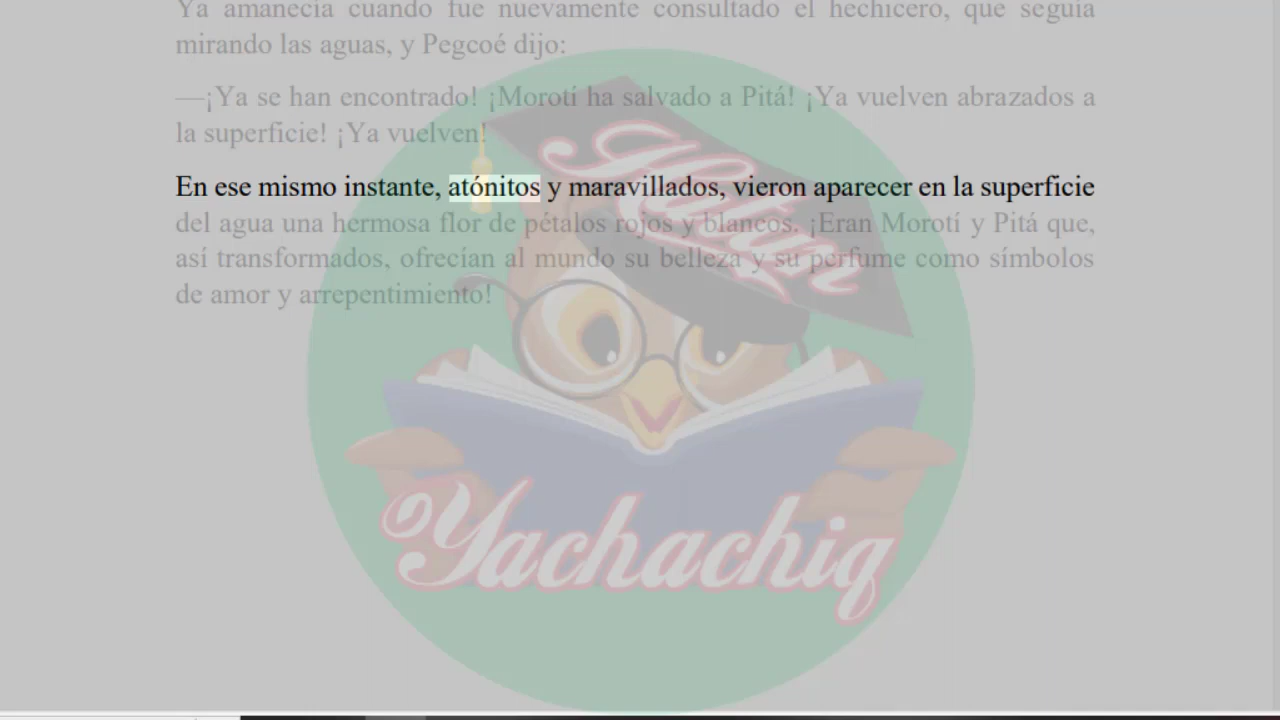 Ya amanecía cuando fue nuevamente consultado el hechicero, que seguía
mirando las aguas, y Pegcoé dijo:
—¡Ya se han encontrado! ¡Morotí ha salvado a Pitá! ¡Ya vuelven abrazados a
la superficie! ¡Ya vuelven!
En ese mismo instante, atónitos y maravillados, vieron aparecer en la superficie
del agua una hermosa flor de pétalos rojos y blancos. ¡Eran Morotí y Pitá que,
así transformados, ofrecían al mundo su belleza y su perfume como símbolos
de amor y arrepentimiento!
Hatun
Yachachiq